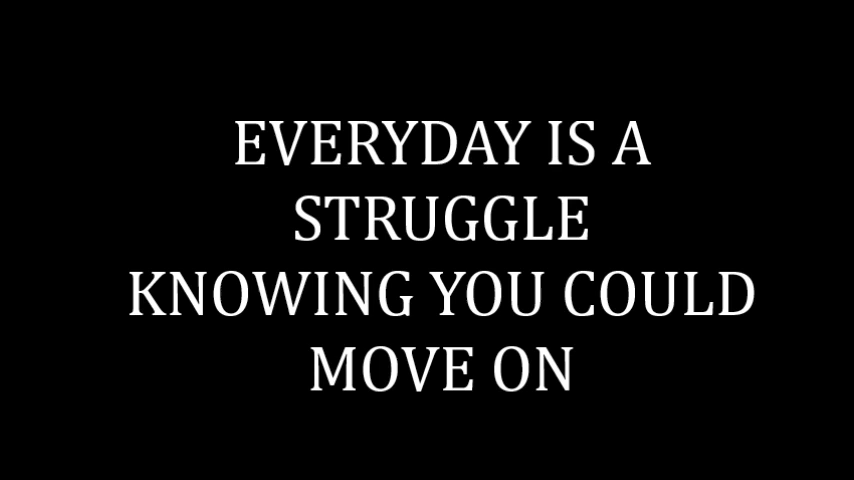 EVERYDAY IS A
STRUGGLE
KNOWING YOU COULD
MOVE ON